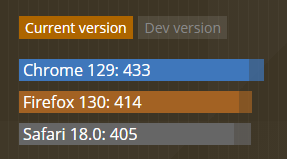 Current version Dev version
Chrome 129: 433
Firefox 130: 414
Safari 18.0: 405